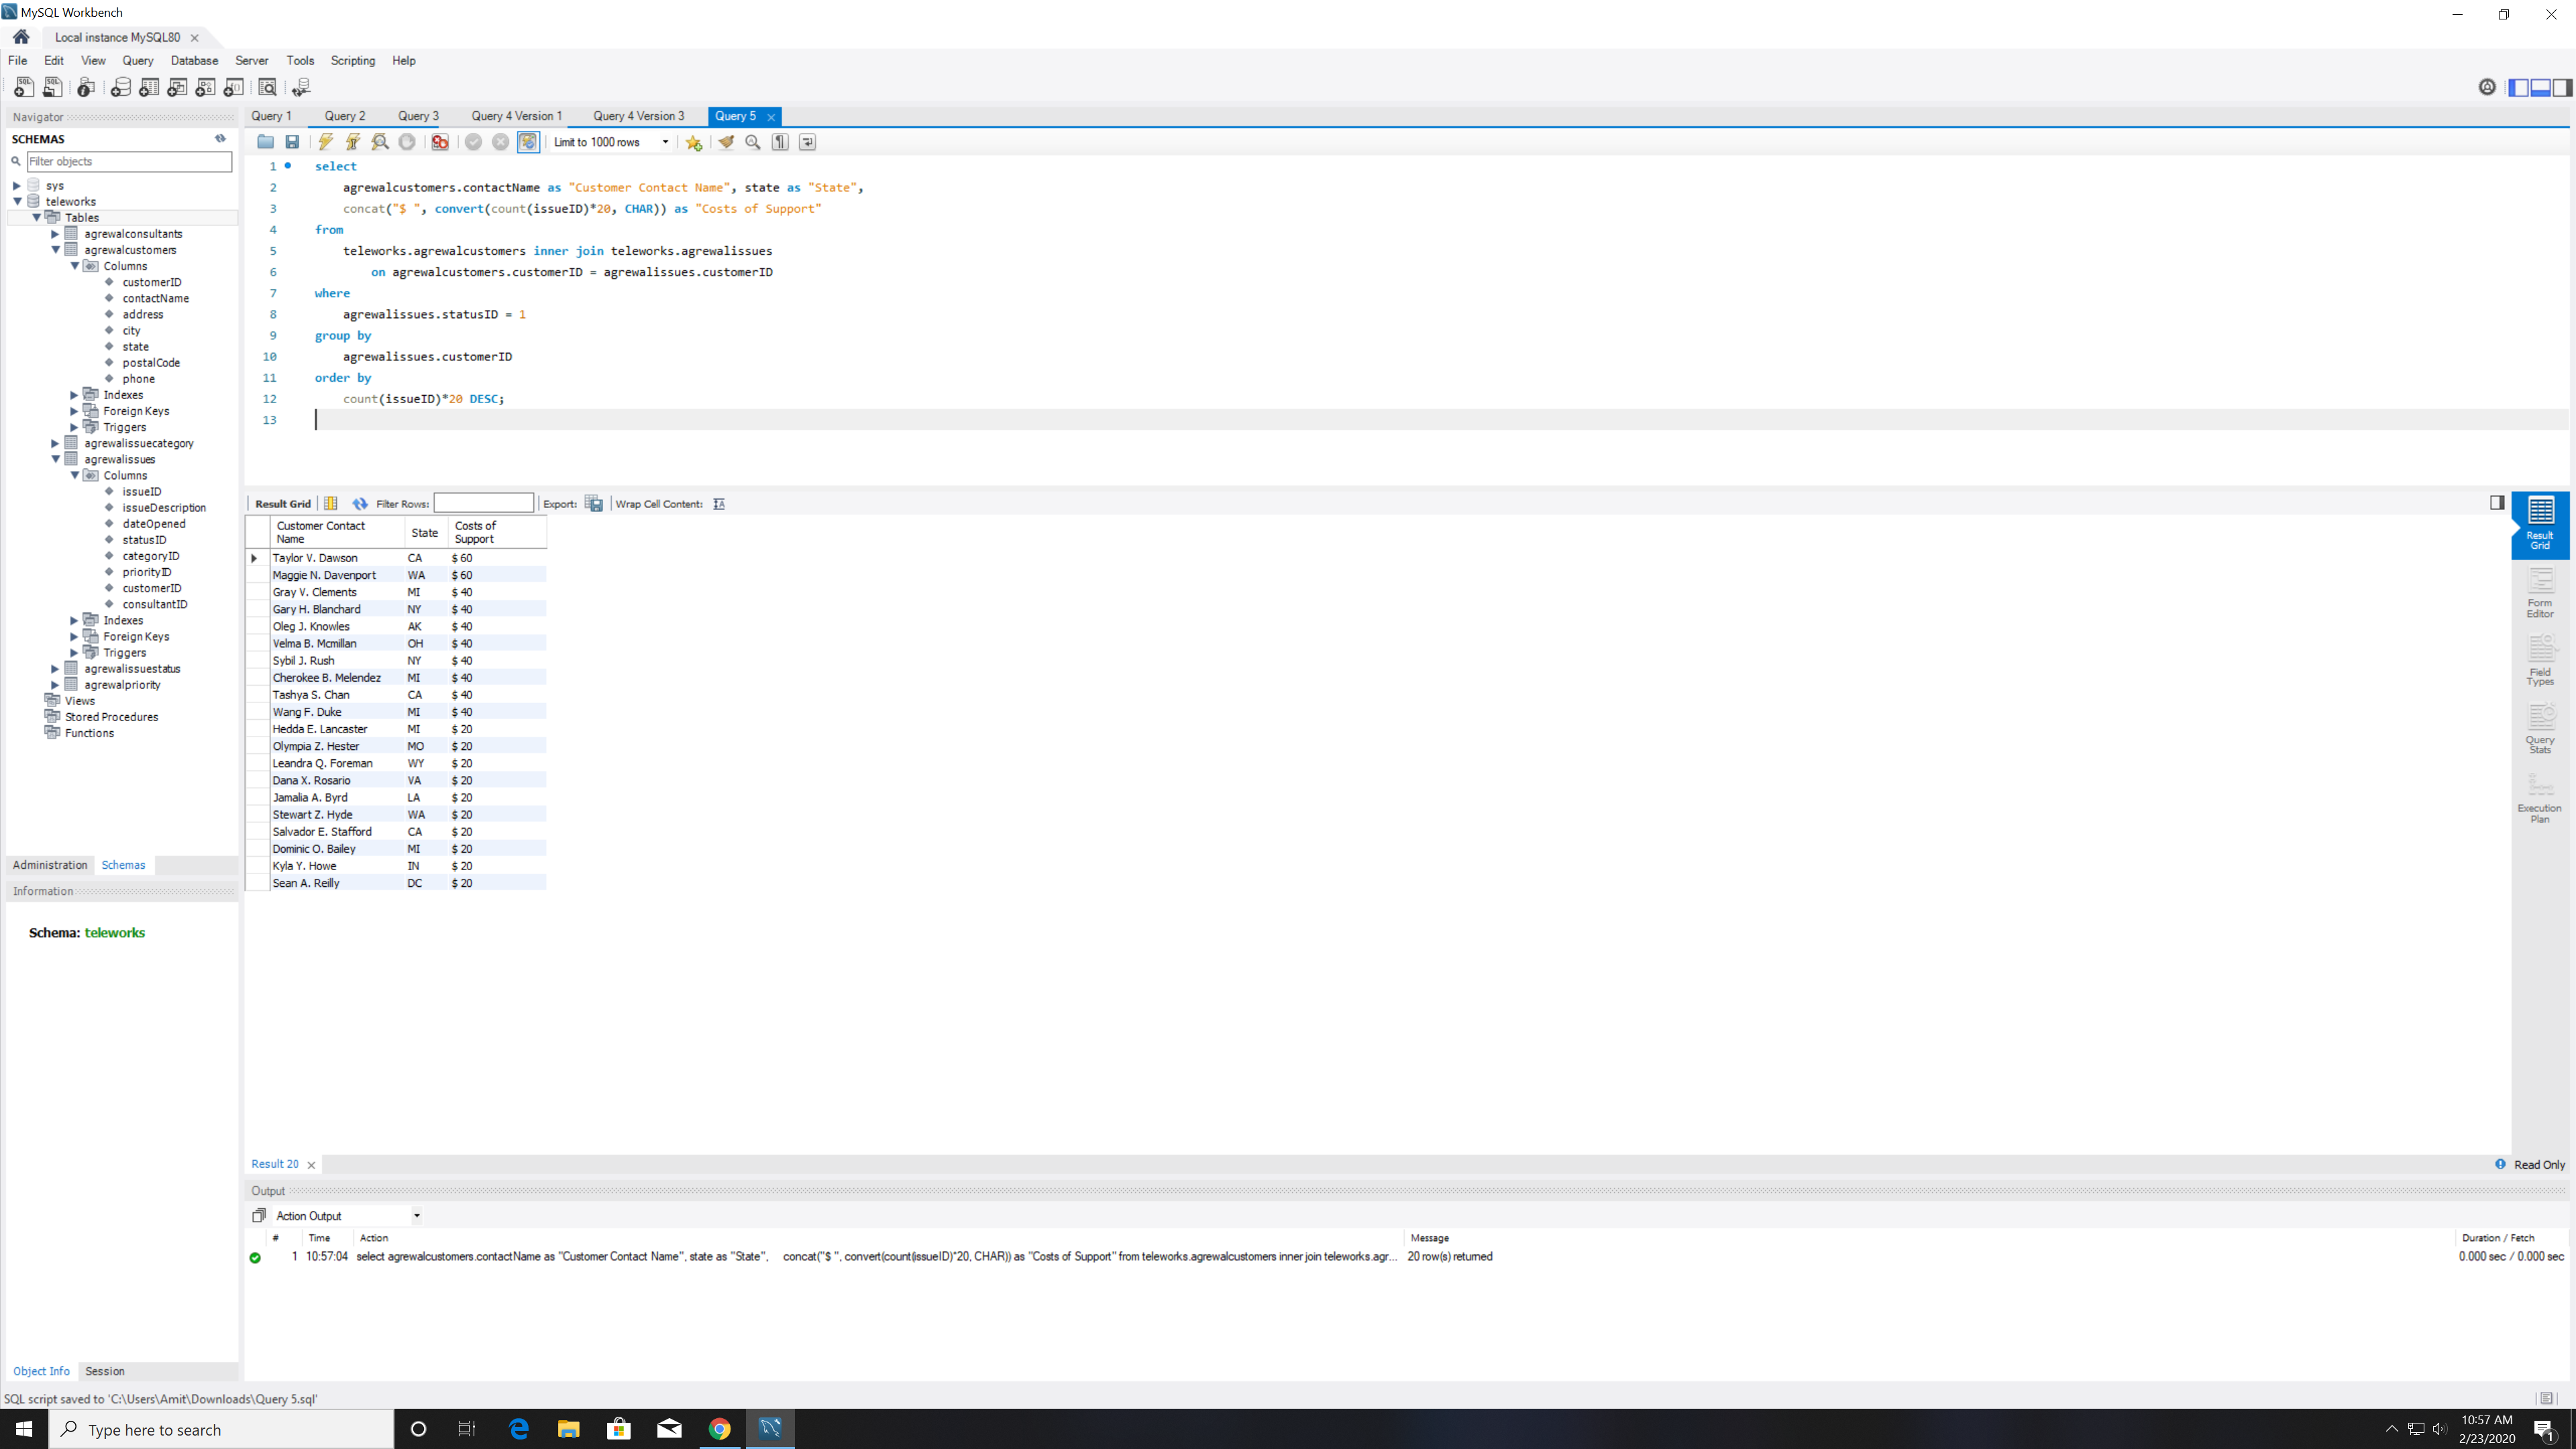 MySQL Workbench
Local instance MySQL80
File Edit View Query Database Server Tools Scripting Help
Navigator
SCHEMAS
Filter objects
sys
teleworks
Tables
agrewalconsultants
agrewalcustomers
Columns
customerID
contactName
address
city
state
postalCode
phone
Indexes
Foreign Keys
Triggers
agrewalissuecategory
agrewalissues
Columns
issueID
issueDescription
dateOpened
statusID
categoryID
priorityID
customerID
consultantID
Indexes
Foreign Keys
Triggers
agrewalissuestatus
agrewalpriority
Views
Stored Procedures
Functions
Administration Schemas
Information
Schema: teleworks
Object Info Session
Query 1 Query 2 Query 3 Query 4 Version 1 Query 4 Version 3 Query 5
Limit to 1000 rows
1 select
2 agrewalcustomers.contactName as "Customer Contact Name", state as "State",
3 concat("$ ", convert(count(issueID)*20, CHAR)) as "Costs of Support"
4 from
5 teleworks.agrewalcustomers inner join teleworks.agrewalissues
6 on agrewalcustomers.customerID = agrewalissues.customerID
7 where
8 agrewalissues.statusID = 1
9 group by
10 agrewalissues.customerID
11 order by
12 count(issueID)*20 DESC;
13
Result Grid Filter Rows: Export: Wrap Cell Content:
Customer Contact Name State Costs of Support
Taylor V. Dawson CA $ 60
Maggie N. Davenport WA $ 60
Gray V. Clements MI $ 40
Gary H. Blanchard NY $ 40
Oleg J. Knowles AK $ 40
Velma B. Mcmillan OH $ 40
Sybil J. Rush NY $ 40
Cherokee B. Melendez MI $ 40
Tashya S. Chan CA $ 40
Wang F. Duke MI $ 40
Hedda E. Lancaster MI $ 20
Olympia Z. Hester MO $ 20
Leandra Q. Foreman WY $ 20
Dana X. Rosario VA $ 20
Jamalia A. Byrd LA $ 20
Stewart Z. Hyde WA $ 20
Salvador E. Stafford CA $ 20
Dominic O. Bailey MI $ 20
Kyla Y. Howe IN $ 20
Sean A. Reilly DC $ 20
Result Grid
Form Editor
Field Types
Query Stats
Execution Plan
Result 20 Read Only
Output
Action Output
# Time Action Message Duration / Fetch
1 10:57:04 select agrewalcustomers.contactName as "Customer Contact Name", state as "State", concat("$ ", convert(count(issueID)*20, CHAR)) as "Costs of Support" from teleworks.agrewalcustomers inner join teleworks.agr... 20 row(s) returned 0.000 sec / 0.000 sec
SQL script saved to 'C:\Users\Amit\Downloads\Query 5.sql'
Type here to search
10:57 AM
2/23/2020
1